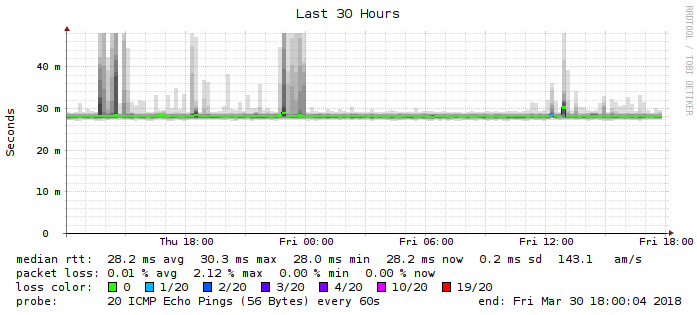 Last 30 Hours
RRDTOOL / TOBI OETIKER
Seconds
40 m
30 m
20 m
10 m
0
Thu 18:00 Fri 00:00 Fri 06:00 Fri 12:00 Fri 18:00
median rtt: 28.2 ms avg 30.3 ms max 28.0 ms min 28.2 ms now 0.2 ms sd 143.1 am/s
packet loss: 0.01 % avg 2.12 % max 0.00 % min 0.00 % now
loss color: 0 1/20 2/20 3/20 4/20 10/20 19/20
probe: 20 ICMP Echo Pings (56 Bytes) every 60s end: Fri Mar 30 18:00:04 2018